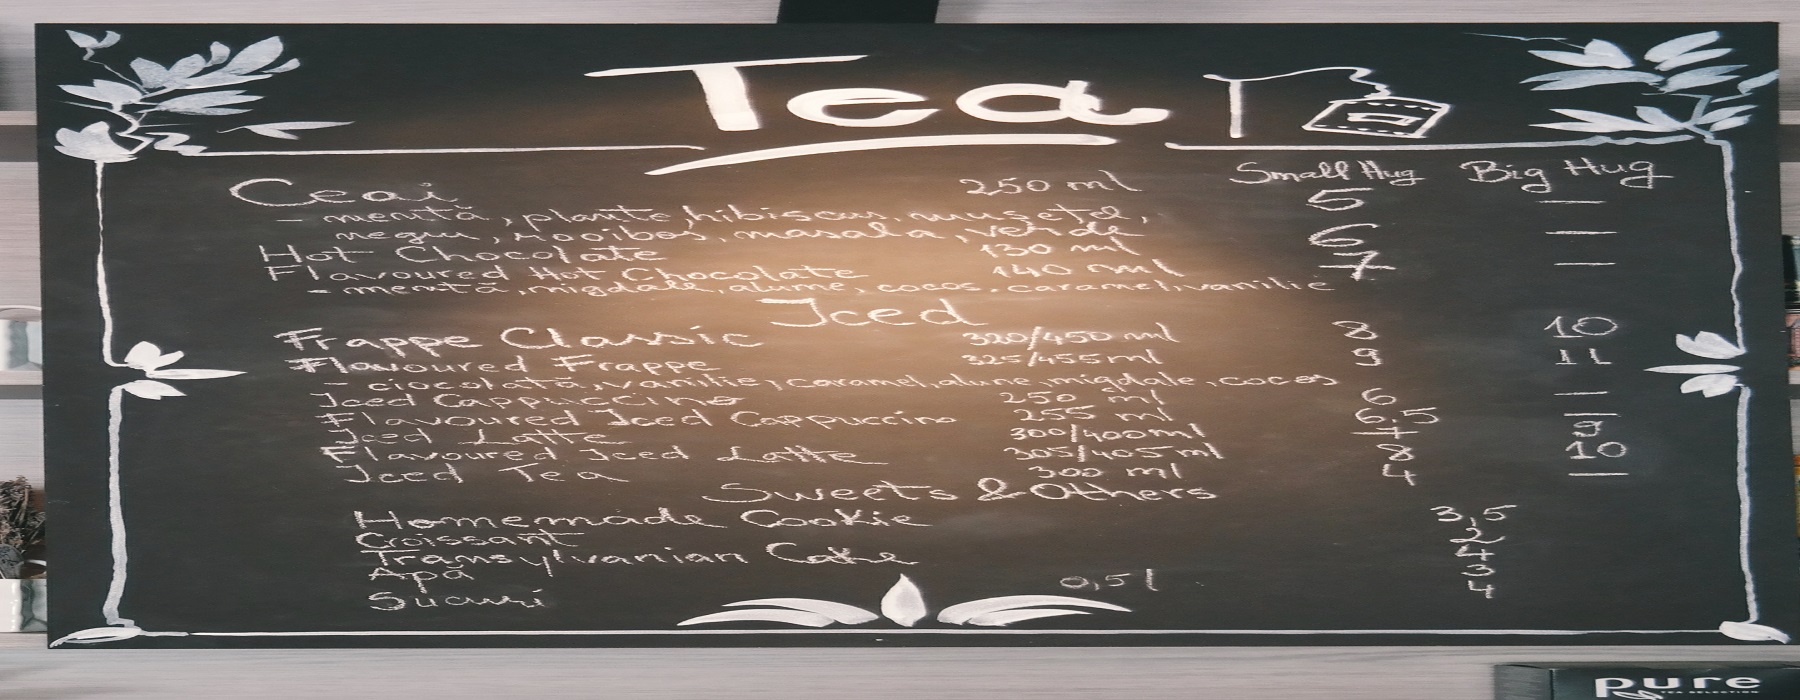 Tea
Small Hug Big Hug
Ceai 250 ml 5 —
- mentă, plante, hibiscus, mușețel,
negru, rooibos, masala, verde
Hot Chocolate 130 ml 6 —
Flavoured Hot Chocolate 140 ml 7 —
- mentă, migdale, alune, cocos, caramel, vanilie
Iced
Frappe Classic 320/450 ml 8 10
Flavoured Frappe 325/455 ml 9 11
- ciocolată, vanilie, caramel, alune, migdale, cocos
Iced Cappuccino 250 ml 6 —
Flavoured Iced Cappuccino 255 ml 6,5 —
Iced Latte 300/400 ml 7 9
Flavoured Iced Latte 305/405 ml 8 10
Iced Tea 300 ml 4 —
Sweets & Others
Homemade Cookie 3,5
Croissant 2
Transylvanian Cake 4
Apă 0,5 l 3
Sucuri 4
pure
TEA SELECTION